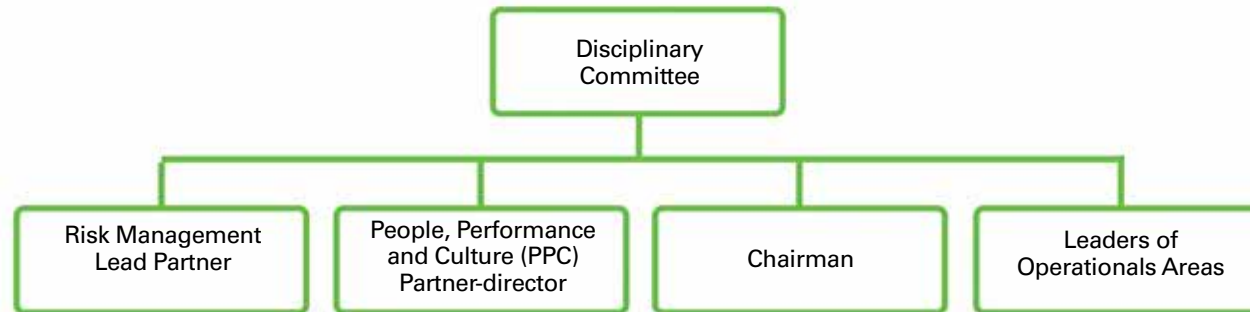 Disciplinary
Committee
Risk Management
Lead Partner
People, Performance
and Culture (PPC)
Partner-director
Chairman
Leaders of
Operationals Areas